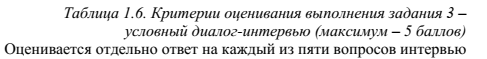 Таблица 1.6. Критерии оценивания выполнения задания 3 –
условный диалог-интервью (максимум – 5 баллов)
Оценивается отдельно ответ на каждый из пяти вопросов интервью